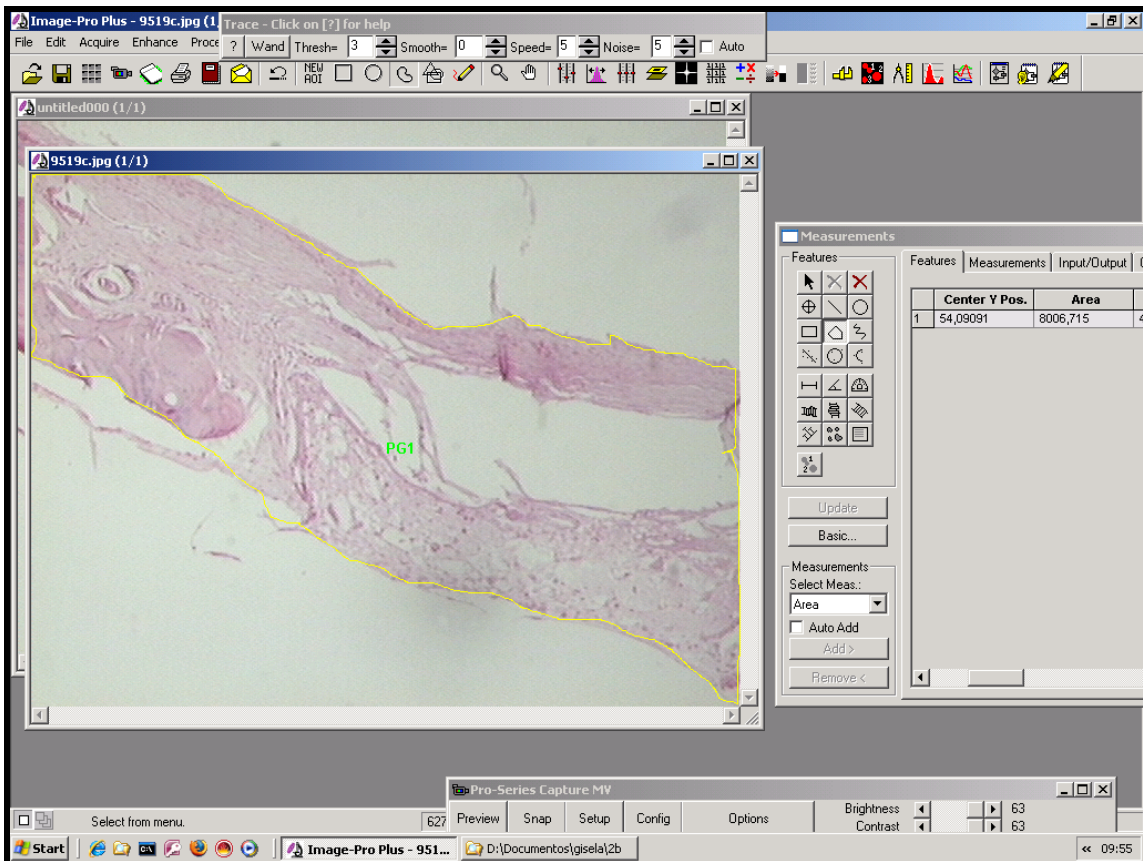 Image-Pro Plus - 9519c.jpg (1
Trace - Click on [?] for help
File Edit Acquire Enhance Proce
? Wand Thresh= 3 Smooth= 0 Speed= 5 Noise= 5 Auto
NEW AOI
untitled000 (1/1)
9519c.jpg (1/1)
PG1
Measurements
Features
Features Measurements Input/Output
Center Y Pos. Area
1 54,09091 8006,715 4
Update
Basic...
Measurements
Select Meas.:
Area
Auto Add
Add >
Remove <
Pro-Series Capture MV
Preview Snap Setup Config Options
Brightness 63
Contrast 63
Select from menu.
627
Start
Image-Pro Plus - 951...
D:\Documentos\gisela\2b
« 09:55